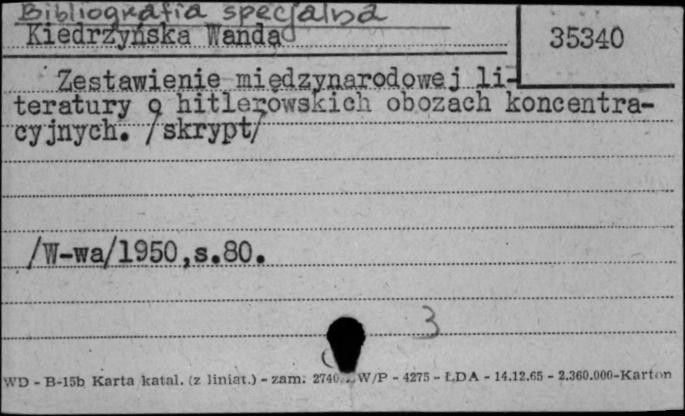 Bibliografia specjalna
Kiedrzyńska Wanda
35340
Zestawienie międzynarodowej li-
teratury o hitlerowskich obozach koncentra-
cyjnych. /skrypt/
/W-wa/1950,s.80.
3
WD - B-15b Karta katal. (z liniat.) - zam. 2740 W/P - 4275 - ŁDA - 14.12.65 - 2.360.000-Karton